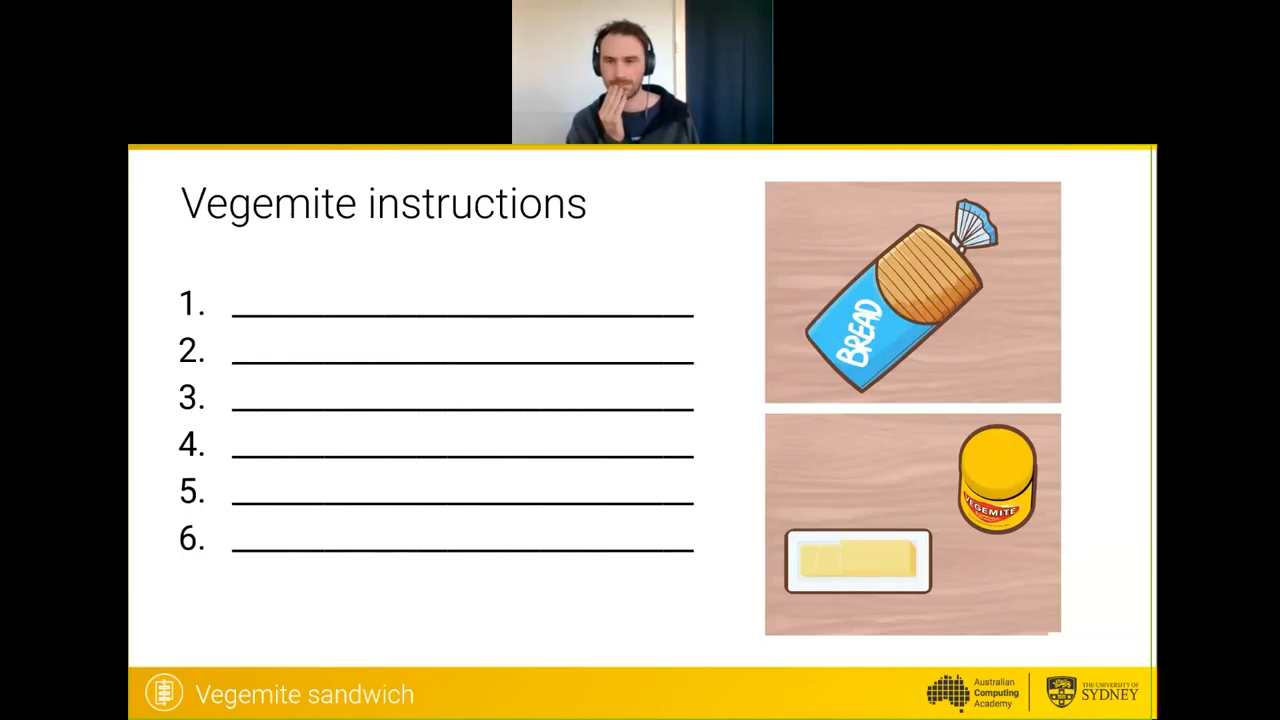 Vegemite instructions
1.
2.
3.
4.
5.
6.
BREAD
VEGEMITE
Vegemite sandwich
Australian
Computing
Academy
THE UNIVERSITY OF
SYDNEY